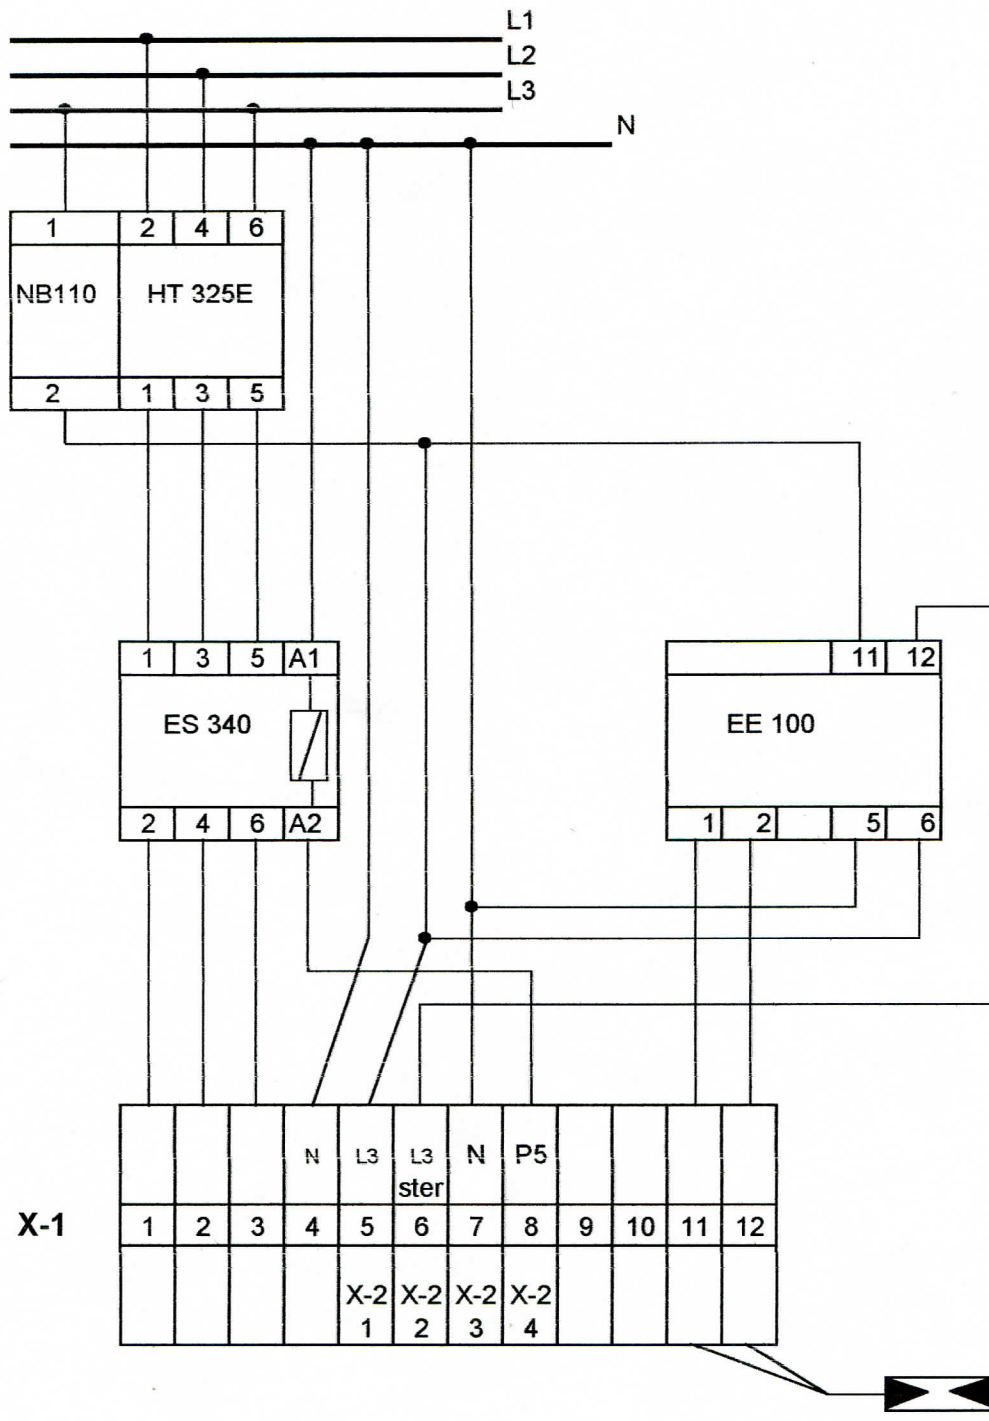 L1
L2
L3
N
1 2 4 6
NB110 HT 325E
2 1 3 5
1 3 5 A1 11 12
ES 340 EE 100
2 4 6 A2 1 2 5 6
N L3 L3 N P5
ster
X-1 1 2 3 4 5 6 7 8 9 10 11 12
X-2 X-2 X-2 X-2
1 2 3 4